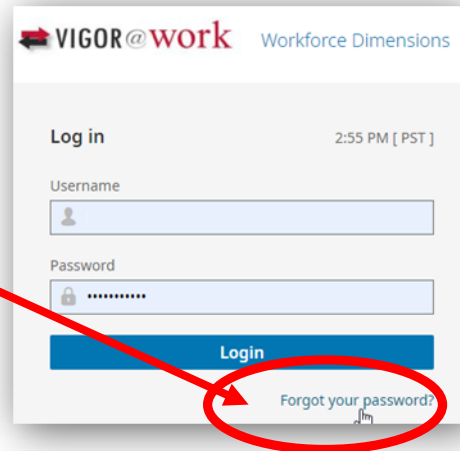 VIGOR@work Workforce Dimensions
Log in 2:55 PM [ PST ]
Username
Password
•••••••••••
Login
Forgot your password?